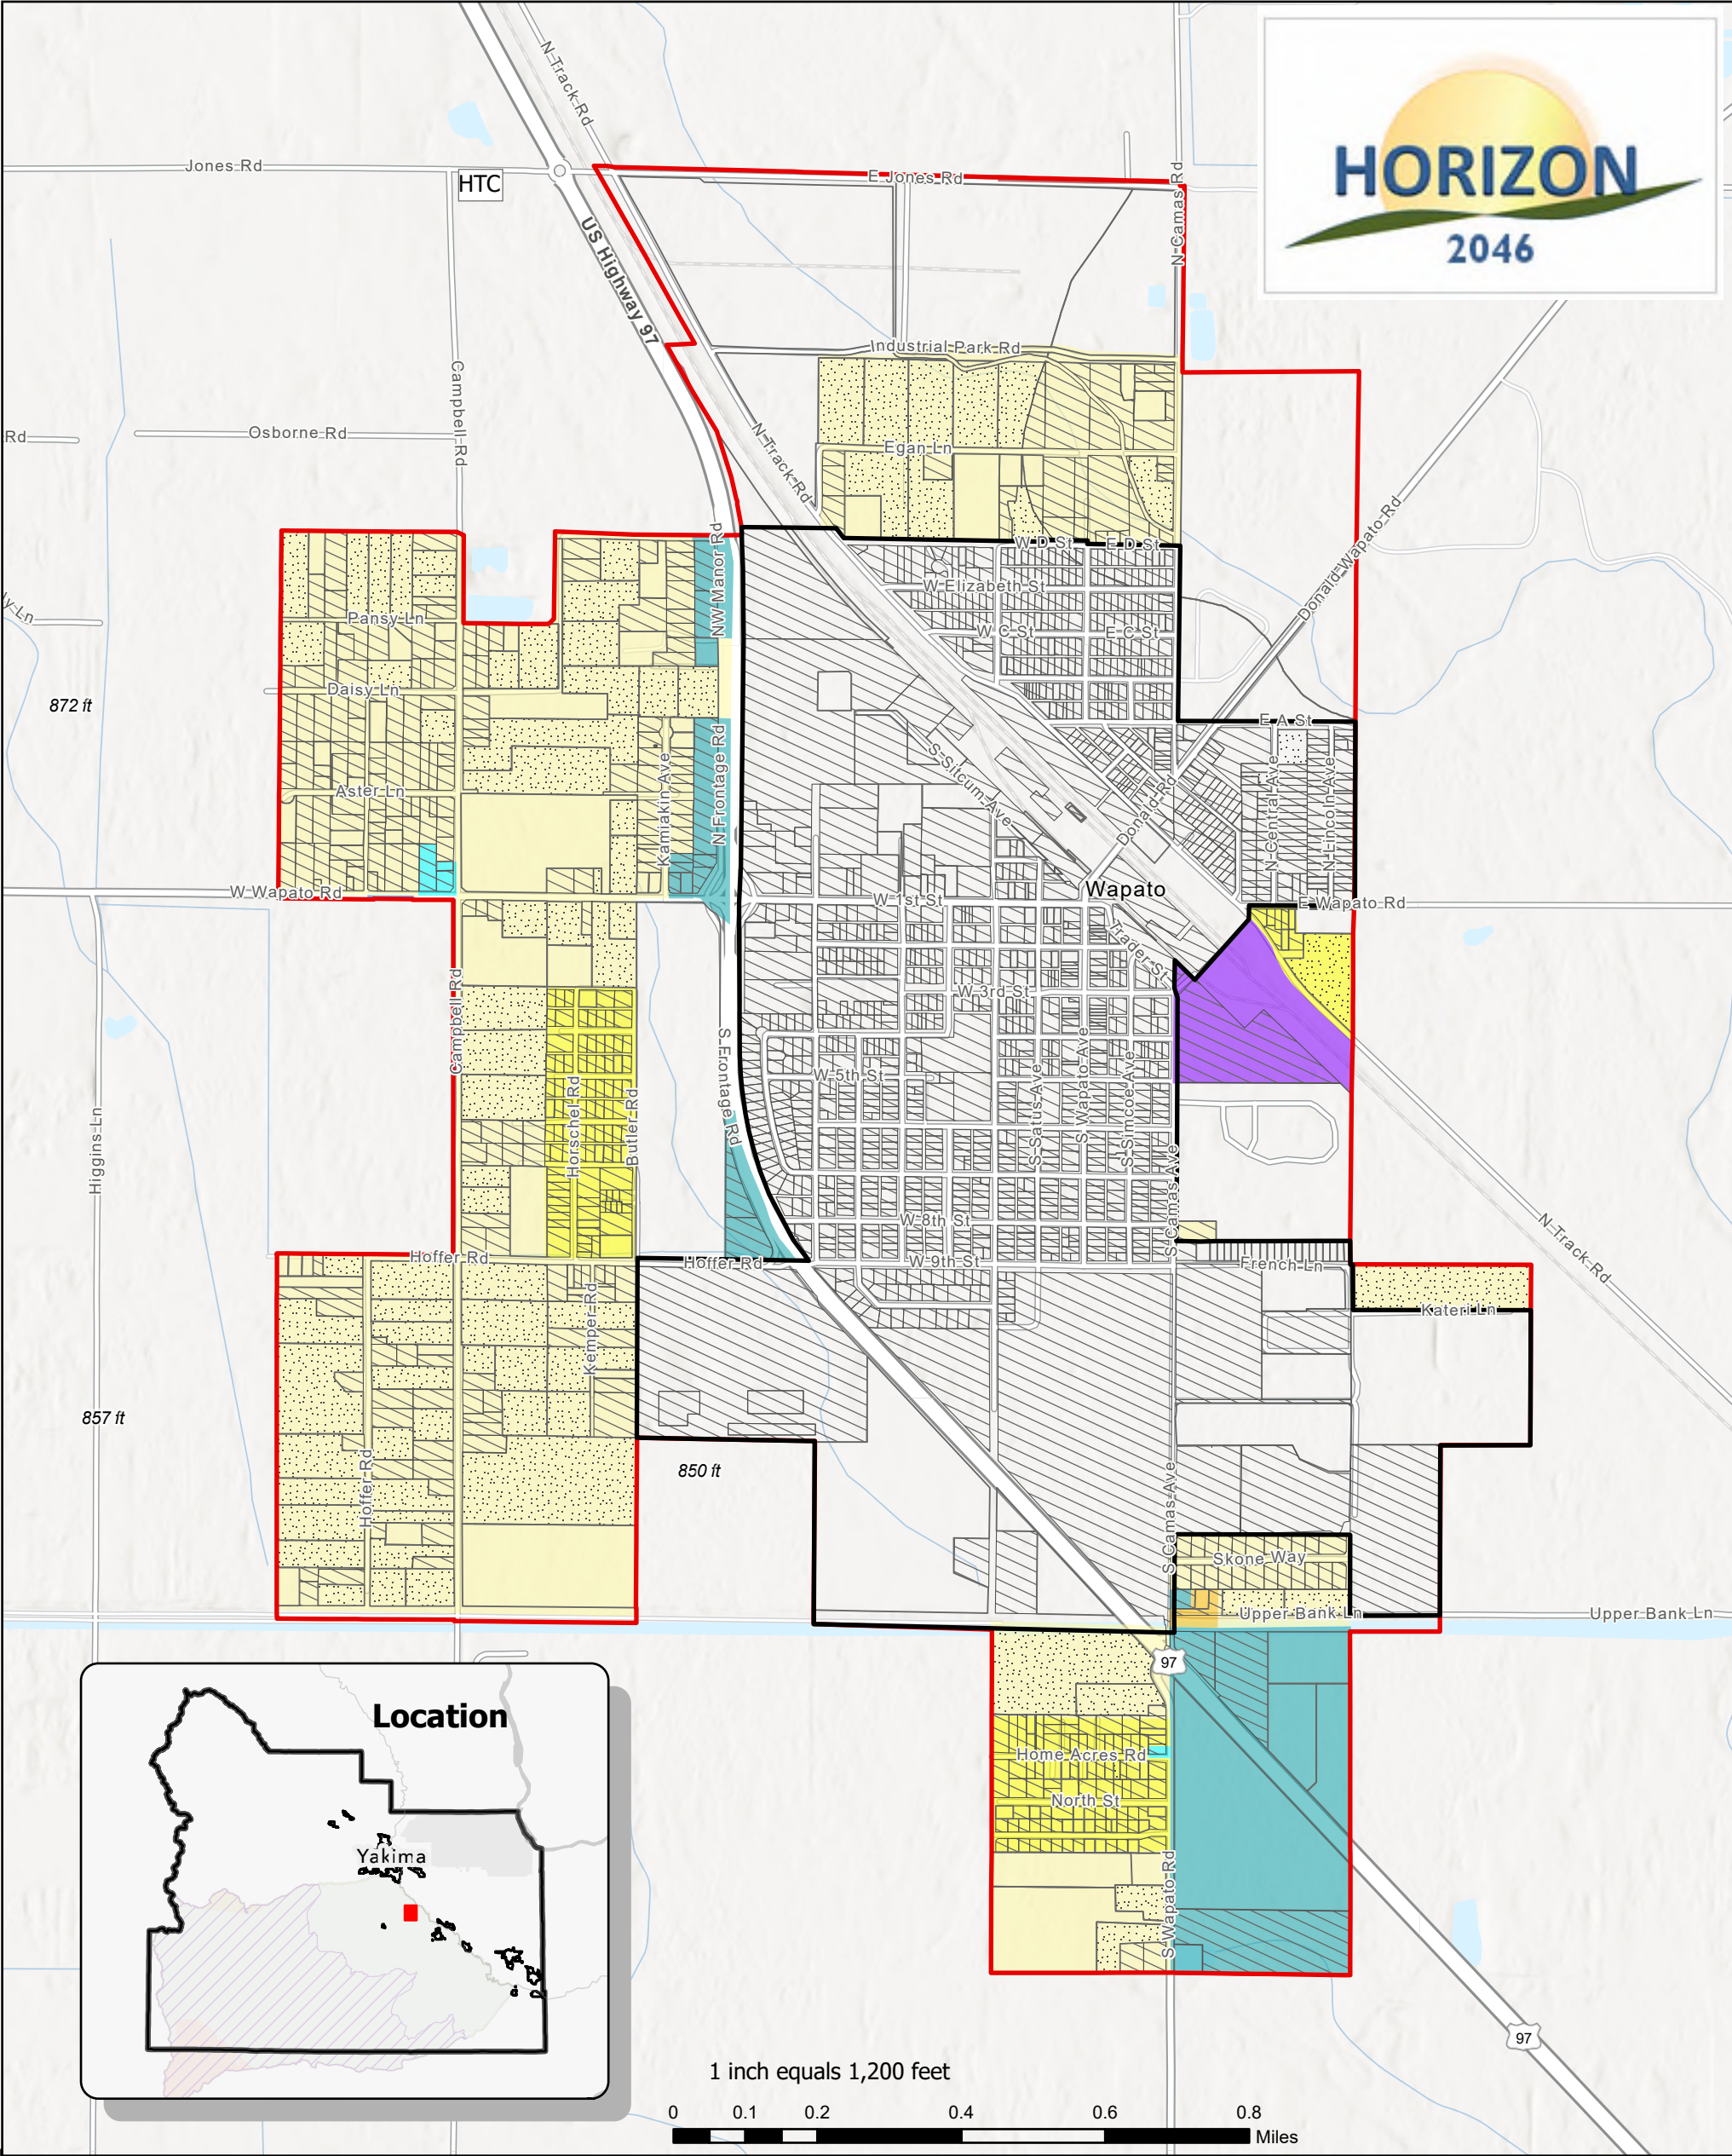 N Track Rd
HORIZON
2046
Jones Rd
HTC
E Jones Rd
N Camas Rd
US Highway 97
Industrial Park Rd
Campbell Rd
Rd
Osborne Rd
N Track Rd
Egan Ln
NW Manor Rp
W D St
E D St
Donald-Wapato Rd
W Elizabeth St
y Ln
Pansy Ln
W C St
E C St
872 ft
Daisy Ln
E A St
N Frontage Rd
Kamiakin Ave
S Sitcum Ave
N Central Ave
N Lincoln Ave
Donald Rd
Aster Ln
W Wapato Rd
W 1st St
Wapato
E Wapato Rd
Trader St
Campbell Rd
W 3rd St
S Frontage Rd
W 5th St
S Satus Ave
S Wapato Ave
S Simcoe Ave
Higgins Ln
Horschel Rd
Butler Rd
S Camas Ave
W 8th St
N Track Rd
Hoffer Rd
Hoffer Rd
W 9th St
French Ln
Kateri Ln
Kemper Rd
857 ft
Hoffer Rd
850 ft
S Camas Ave
Skone Way
Upper Bank Ln
Upper Bank Ln
97
Location
Home Acres Rd
North St
Yakima
S Wapato Rd
97
1 inch equals 1,200 feet
0 0.1 0.2 0.4 0.6 0.8
Miles